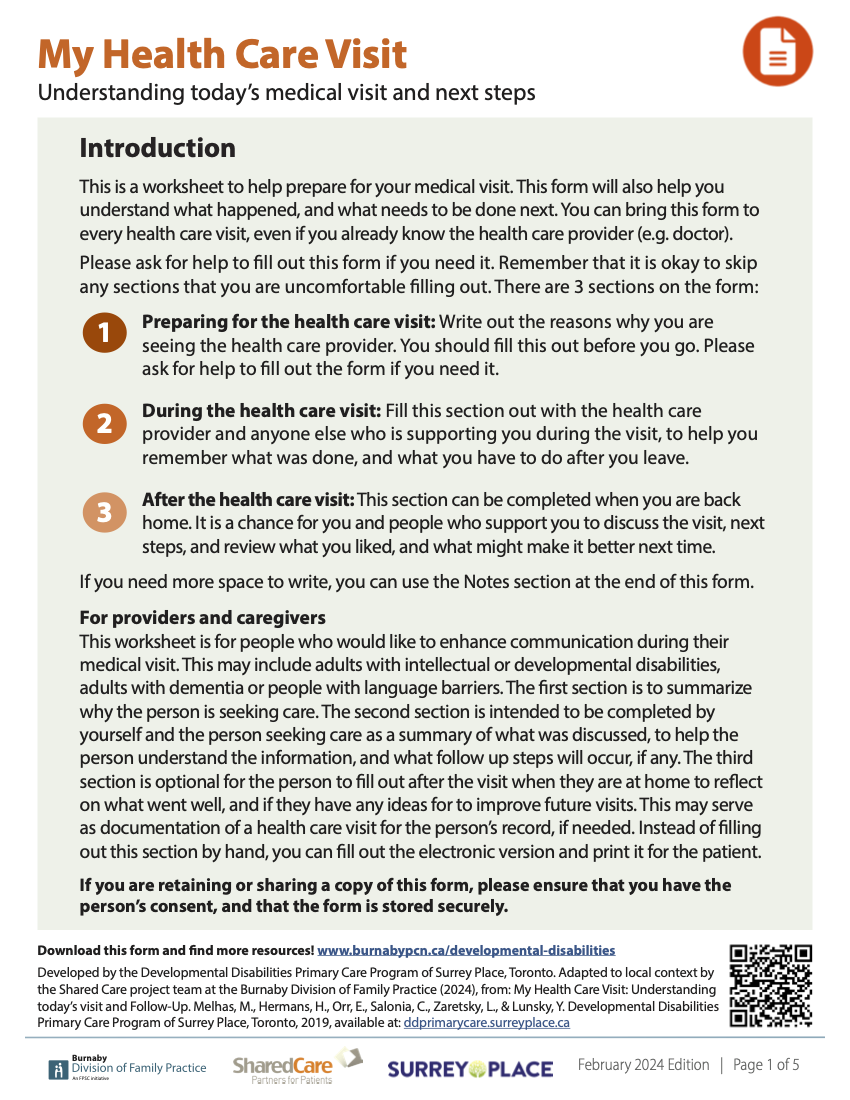 My Health Care Visit
Understanding today's medical visit and next steps
Introduction
This is a worksheet to help prepare for your medical visit. This form will also help you
understand what happened, and what needs to be done next. You can bring this form to
every health care visit, even if you already know the health care provider (e.g. doctor).
Please ask for help to fill out this form if you need it. Remember that it is okay to skip
any sections that you are uncomfortable filling out. There are 3 sections on the form:
1
Preparing for the health care visit: Write out the reasons why you are
seeing the health care provider. You should fill this out before you go. Please
ask for help to fill out the form if you need it.
2
During the health care visit: Fill this section out with the health care
provider and anyone else who is supporting you during the visit, to help you
remember what was done, and what you have to do after you leave.
3
After the health care visit: This section can be completed when you are back
home. It is a chance for you and people who support you to discuss the visit, next
steps, and review what you liked, and what might make it better next time.
If you need more space to write, you can use the Notes section at the end of this form.
For providers and caregivers
This worksheet is for people who would like to enhance communication during their
medical visit. This may include adults with intellectual or developmental disabilities,
adults with dementia or people with language barriers. The first section is to summarize
why the person is seeking care. The second section is intended to be completed by
yourself and the person seeking care as a summary of what was discussed, to help the
person understand the information, and what follow up steps will occur, if any. The third
section is optional for the person to fill out after the visit when they are at home to reflect
on what went well, and if they have any ideas for to improve future visits. This may serve
as documentation of a health care visit for the person's record, if needed. Instead of filling
out this section by hand, you can fill out the electronic version and print it for the patient.
If you are retaining or sharing a copy of this form, please ensure that you have the
person's consent, and that the form is stored securely.
Download this form and find more resources! www.burnabypcn.ca/developmental-disabilities
Developed by the Developmental Disabilities Primary Care Program of Surrey Place, Toronto. Adapted to local context by
the Shared Care project team at the Burnaby Division of Family Practice (2024), from: My Health Care Visit: Understanding
today's visit and Follow-Up. Melhas, M., Hermans, H., Orr, E., Salonia, C., Zaretsky, L., & Lunsky, Y. Developmental Disabilities
Primary Care Program of Surrey Place, Toronto, 2019, available at: ddprimarycare.surreyplace.ca
Burnaby
Division of Family Practice
An FPSC initiative
SharedCare
Partners for Patients
SURREY PLACE
February 2024 Edition | Page 1 of 5